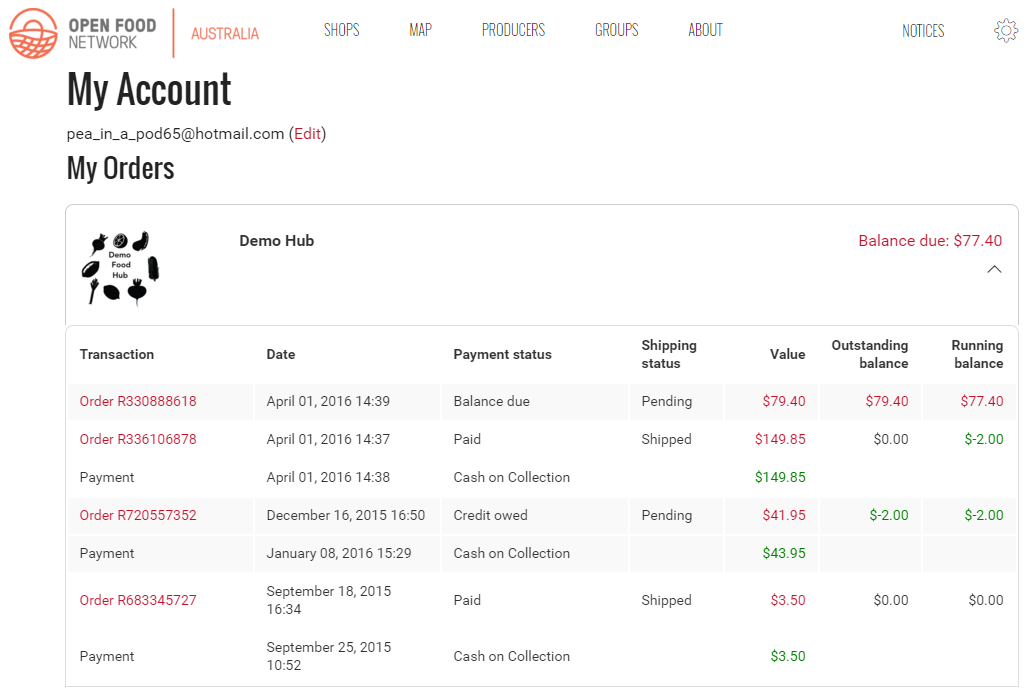 OPEN FOOD
NETWORK
AUSTRALIA
SHOPS MAP PRODUCERS GROUPS ABOUT NOTICES
My Account
pea_in_a_pod65@hotmail.com (Edit)
My Orders
Demo
Food
Hub
Demo Hub
Balance due: $77.40
Transaction Date Payment status Shipping status Value Outstanding balance Running balance
Order R330888618 April 01, 2016 14:39 Balance due Pending $79.40 $79.40 $77.40
Order R336106878 April 01, 2016 14:37 Paid Shipped $149.85 $0.00 $-2.00
Payment April 01, 2016 14:38 Cash on Collection $149.85
Order R720557352 December 16, 2015 16:50 Credit owed Pending $41.95 $-2.00 $-2.00
Payment January 08, 2016 15:29 Cash on Collection $43.95
Order R683345727 September 18, 2015 16:34 Paid Shipped $3.50 $0.00 $0.00
Payment September 25, 2015 10:52 Cash on Collection $3.50